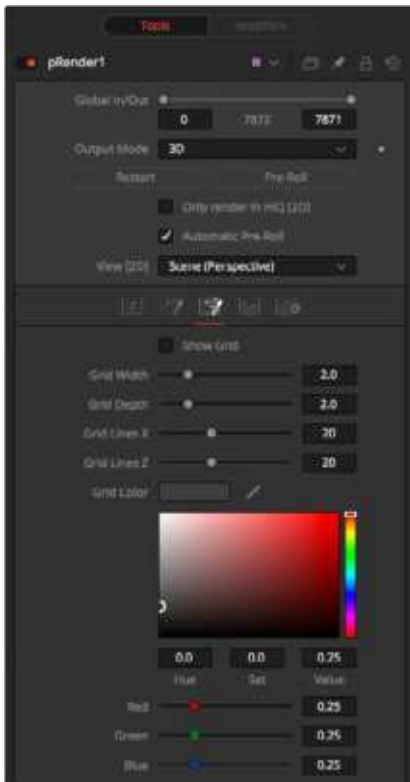 Tools Modifiers
pRender1
Global In/Out
0 7872 7871
Output Mode 3D
Restart Pre-Roll
Only render in HiQ (2D)
Automatic Pre-Roll
View (2D) Scene (Perspective)
Show Grid
Grid Width 2.0
Grid Depth 2.0
Grid Lines X 20
Grid Lines Z 20
Grid Color
0.0 0.0 0.25
Hue Sat Value
Red 0.25
Green 0.25
Blue 0.25